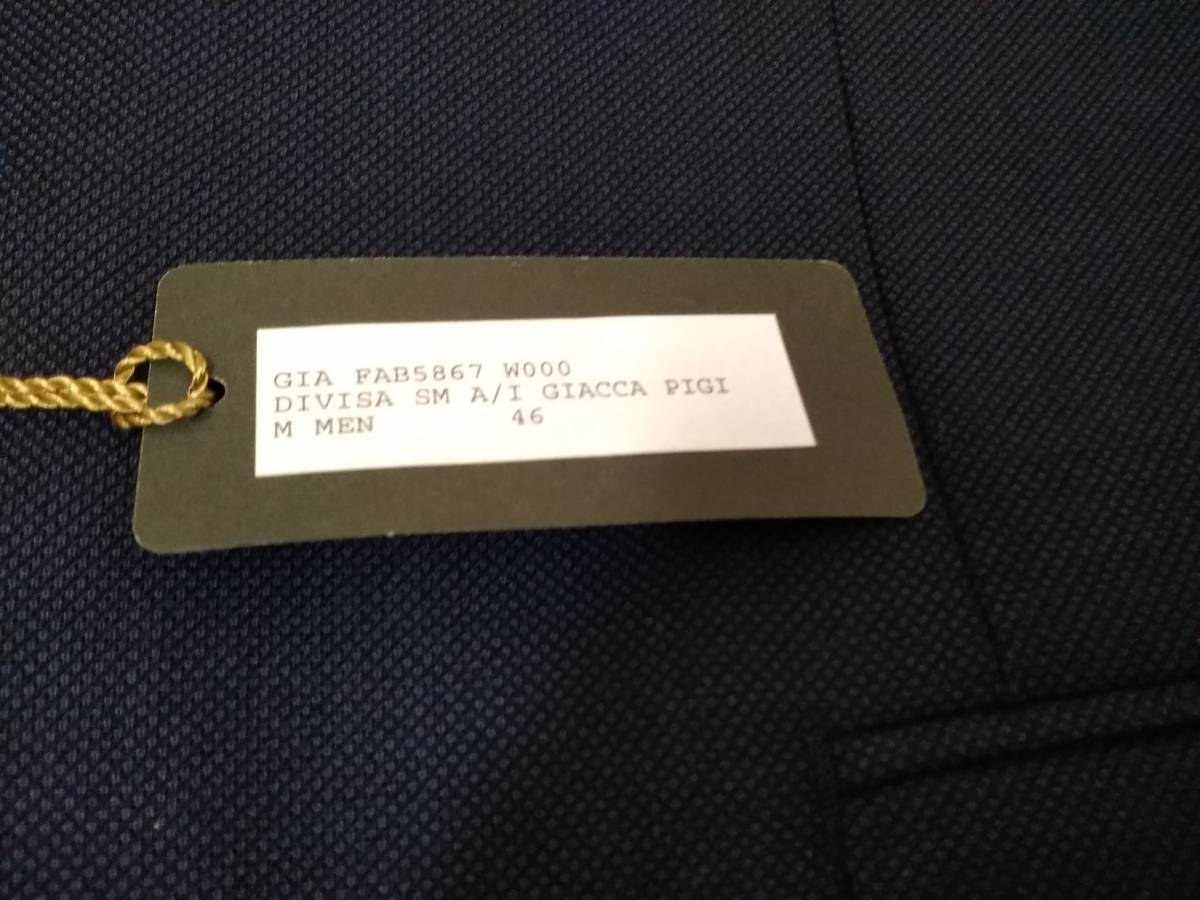 GIA FAB5867 W000
DIVISA SM A/I GIACCA PIGI
M MEN 46